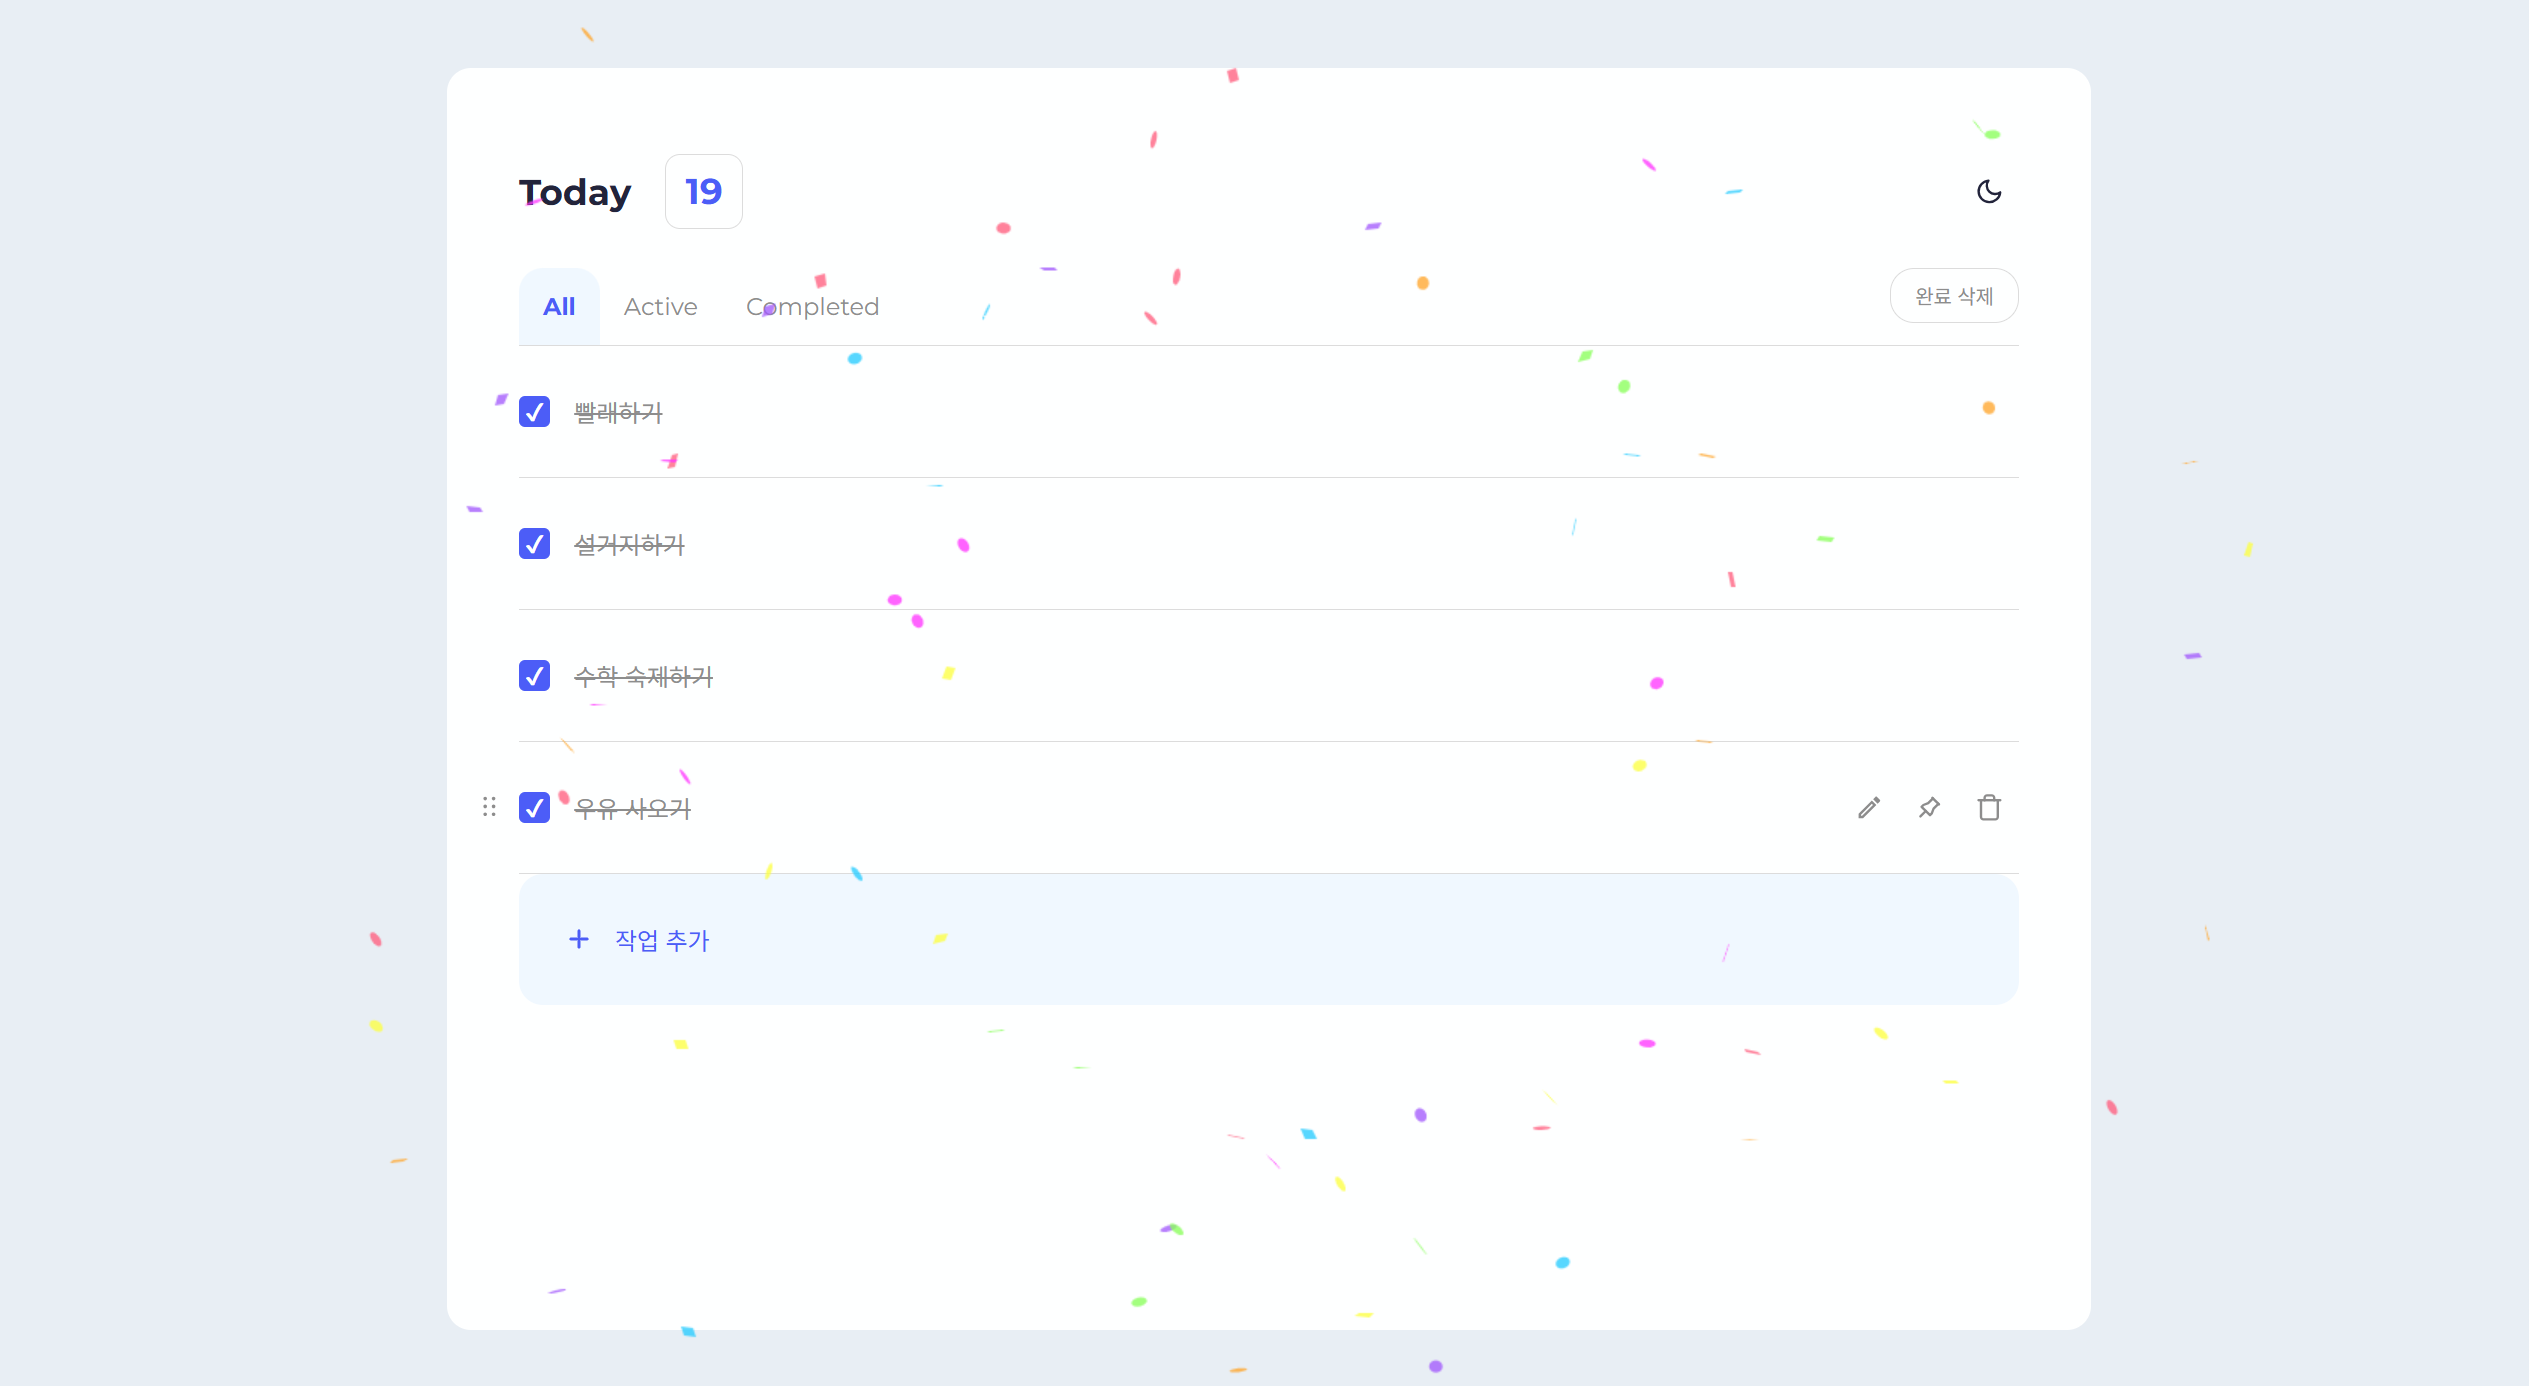 Today 19
All Active Completed 완료 삭제
빨래하기
설거지하기
수학 숙제하기
우유 사오기
+ 작업 추가